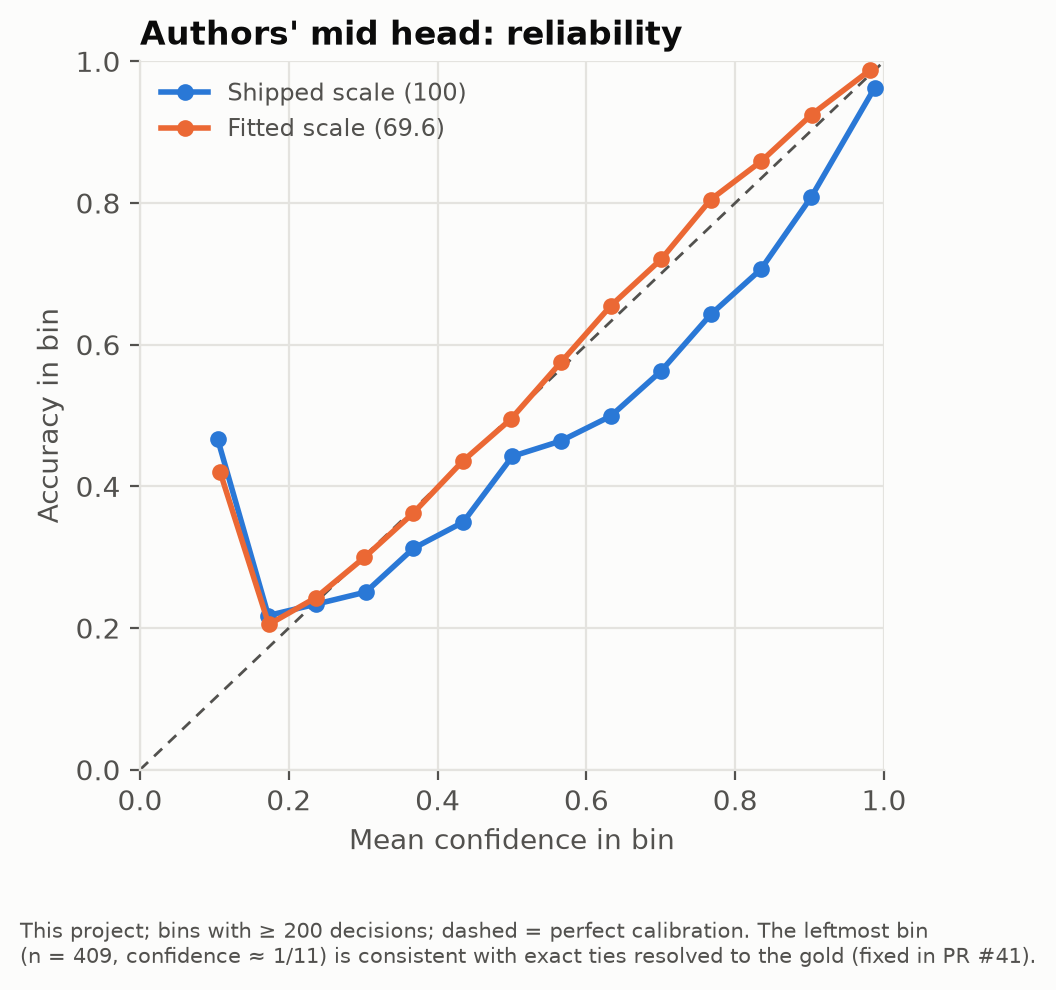 Authors' mid head: reliability
Shipped scale (100)
Fitted scale (69.6)
1.0
0.8
0.6
0.4
0.2
0.0
Accuracy in bin
0.0 0.2 0.4 0.6 0.8 1.0
Mean confidence in bin
This project; bins with ≥ 200 decisions; dashed = perfect calibration. The leftmost bin
(n = 409, confidence ≈ 1/11) is consistent with exact ties resolved to the gold (fixed in PR #41).